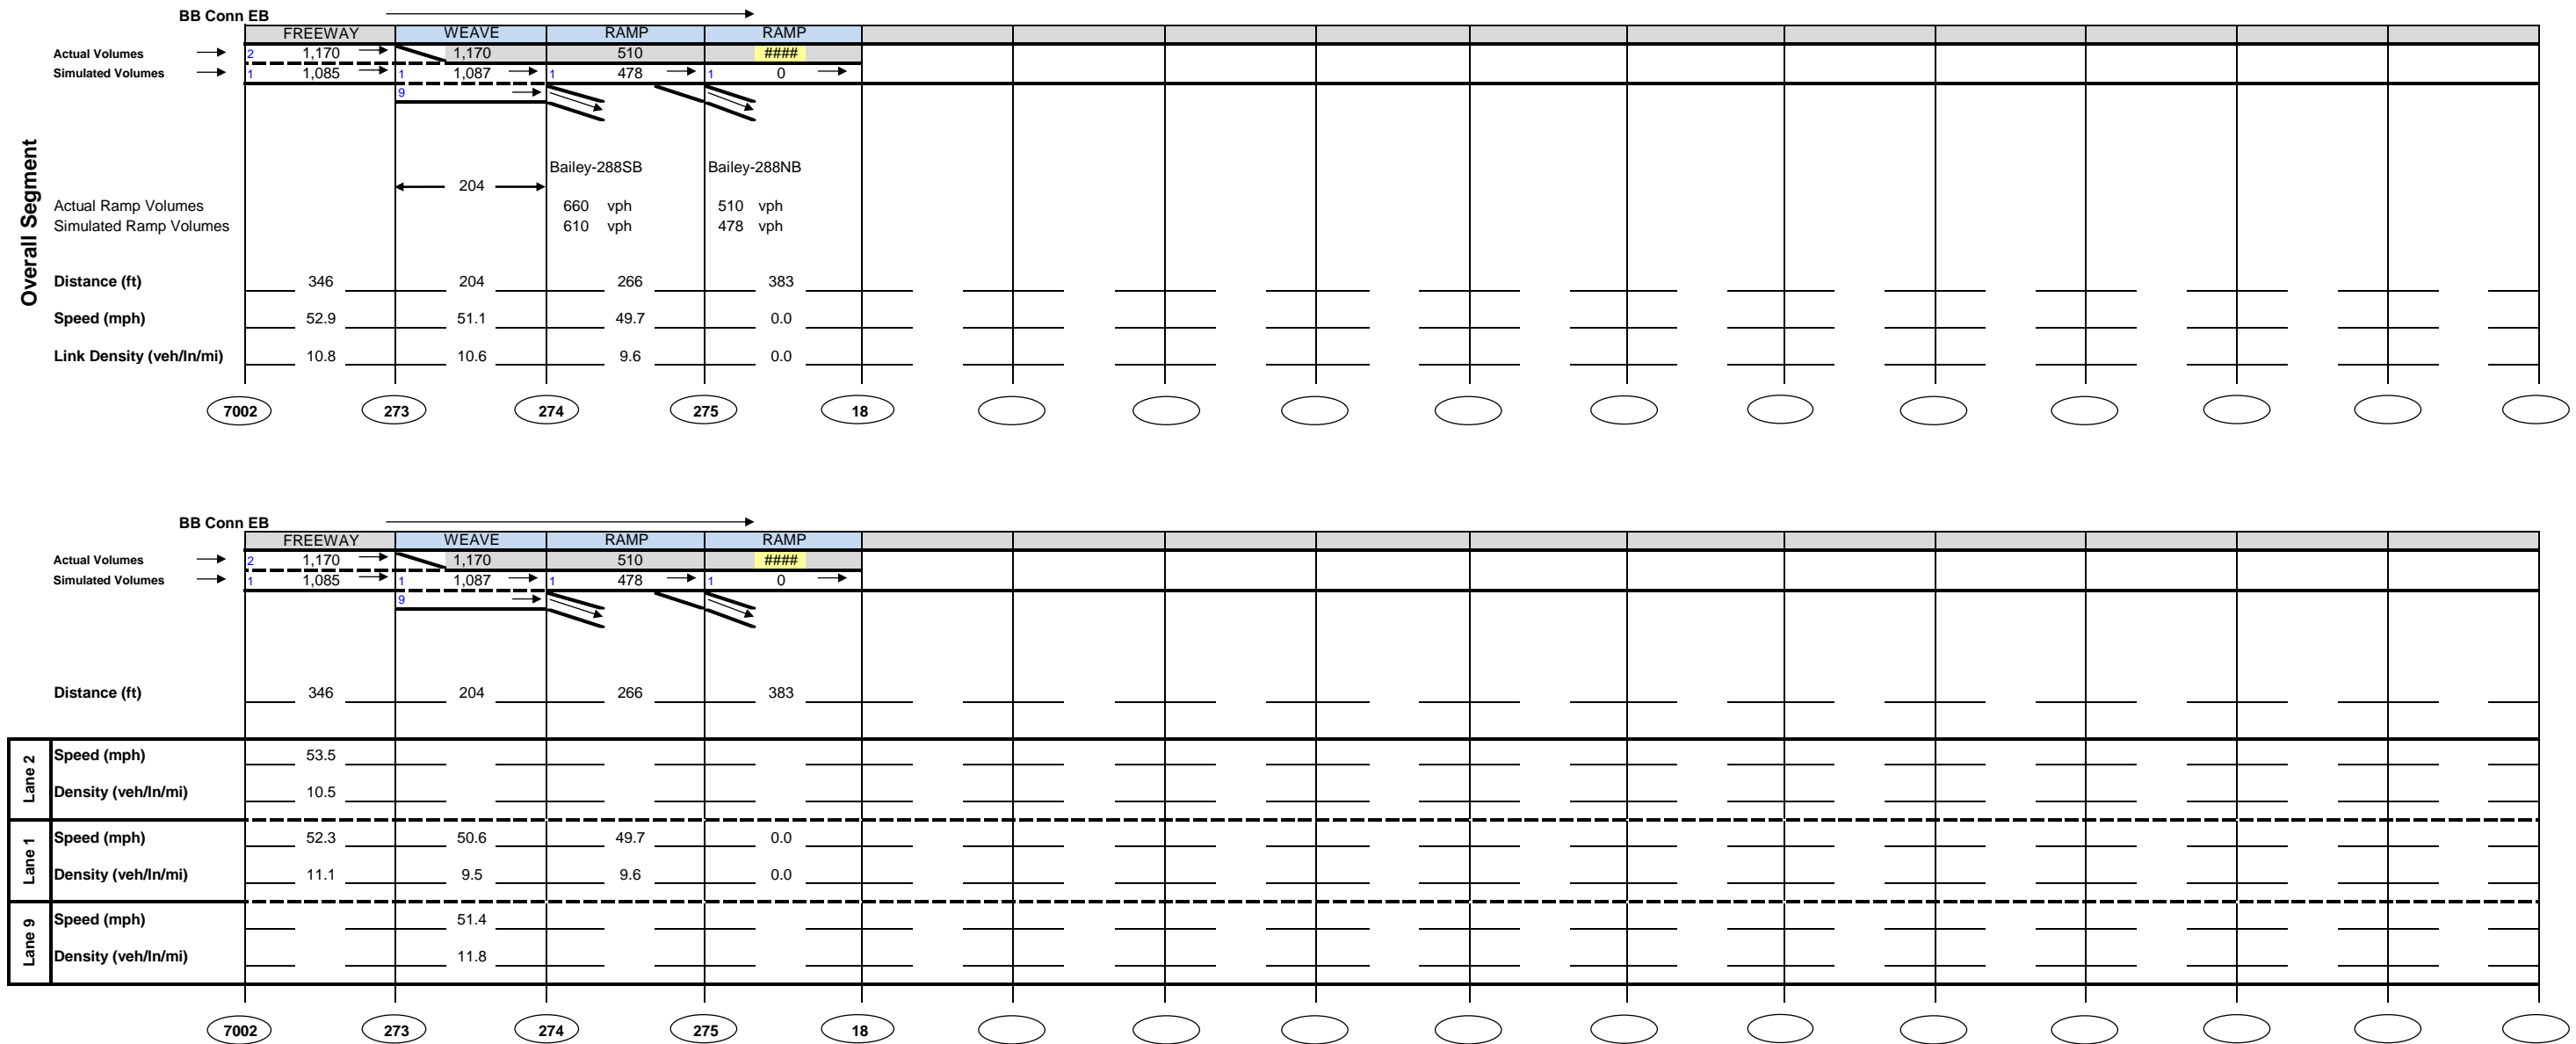 BB Conn EB
FREEWAY WEAVE RAMP RAMP
Actual Volumes 2 1,170 1,170 510 ####
Simulated Volumes 1 1,085 1 1,087 1 478 1 0
9
Overall Segment
Bailey-288SB Bailey-288NB
204
Actual Ramp Volumes 660 vph 510 vph
Simulated Ramp Volumes 610 vph 478 vph
Distance (ft) 346 204 266 383
Speed (mph) 52.9 51.1 49.7 0.0
Link Density (veh/ln/mi) 10.8 10.6 9.6 0.0
7002 273 274 275 18
BB Conn EB
FREEWAY WEAVE RAMP RAMP
Actual Volumes 2 1,170 1,170 510 ####
Simulated Volumes 1 1,085 1 1,087 1 478 1 0
9
Distance (ft) 346 204 266 383
Lane 2
Speed (mph) 53.5
Density (veh/ln/mi) 10.5
Lane 1
Speed (mph) 52.3 50.6 49.7 0.0
Density (veh/ln/mi) 11.1 9.5 9.6 0.0
Lane 9
Speed (mph) 51.4
Density (veh/ln/mi) 11.8
7002 273 274 275 18